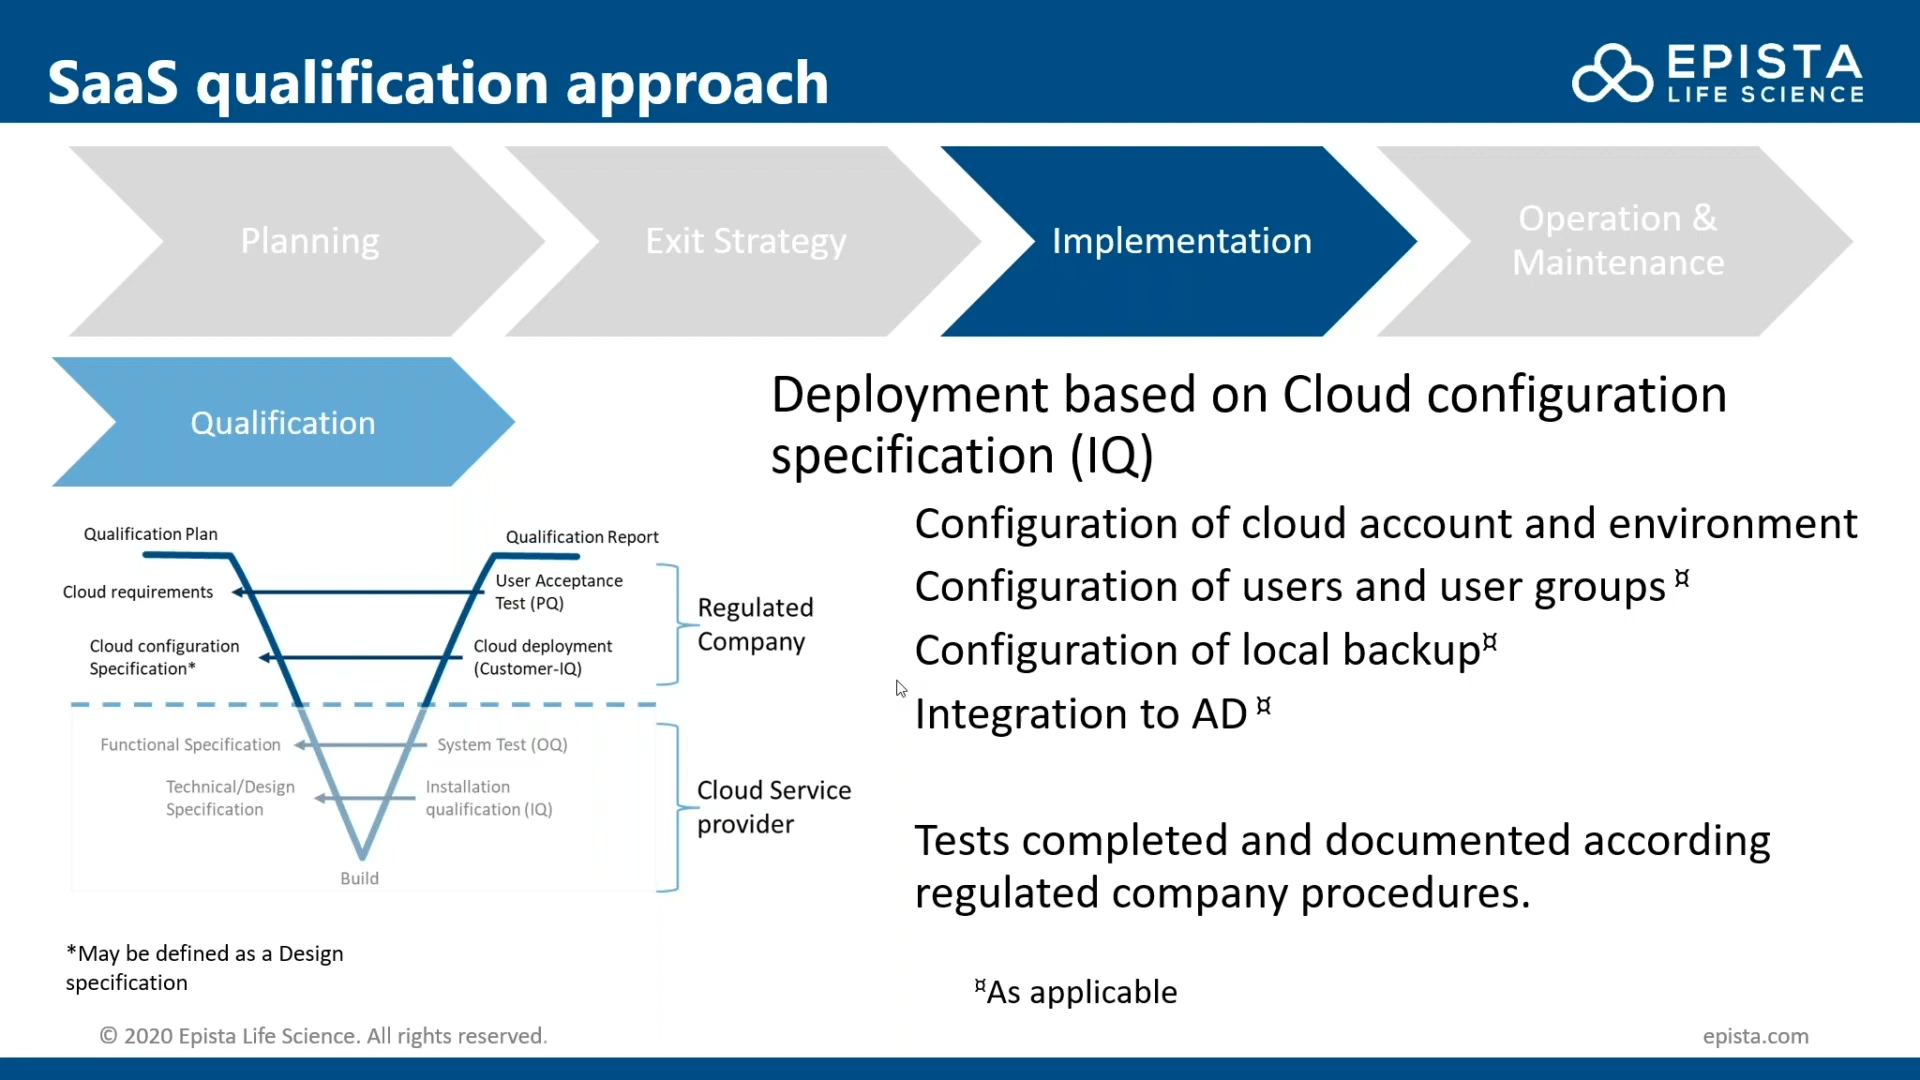 SaaS qualification approach
EPISTA
LIFE SCIENCE
Planning
Exit Strategy
Implementation
Operation &
Maintenance
Qualification
Deployment based on Cloud configuration
specification (IQ)
Configuration of cloud account and environment
Configuration of users and user groups¤
Configuration of local backup¤
Integration to AD¤
Tests completed and documented according
regulated company procedures.
¤As applicable
Qualification Plan
Qualification Report
Cloud requirements
User Acceptance
Test (PQ)
Cloud configuration
Specification*
Cloud deployment
(Customer-IQ)
Regulated
Company
Functional Specification
System Test (OQ)
Technical/Design
Specification
Installation
qualification (IQ)
Cloud Service
provider
Build
*May be defined as a Design
specification
© 2020 Epista Life Science. All rights reserved.
epista.com